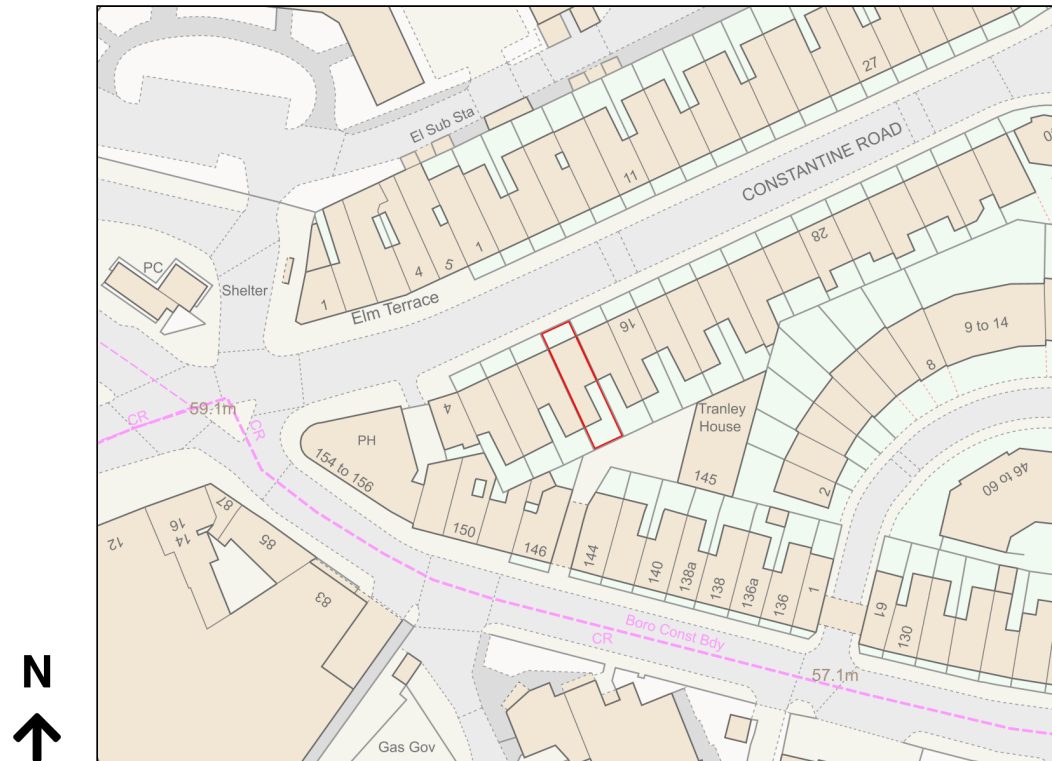 27
El Sub Sta
CONSTANTINE ROAD
11
PC
Shelter
1
4
5
1
Elm Terrace
28
9 to 14
16
8
59.1m
CR
CR
4
PH
154 to 156
Tranley
House
145
2
46 to 60
12
16
14
87
85
83
150
146
144
140
138a
138
136a
136
1
61
130
Boro Const Bdy
CR
57.1m
Gas Gov
N